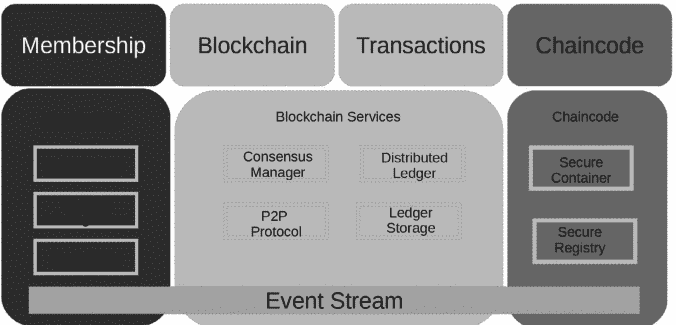 Membership
Blockchain
Transactions
Chaincode
Blockchain Services
Chaincode
Consensus
Manager
Distributed
Ledger
Secure
Container
P2P
Protocol
Ledger
Storage
Secure
Registry
Event Stream